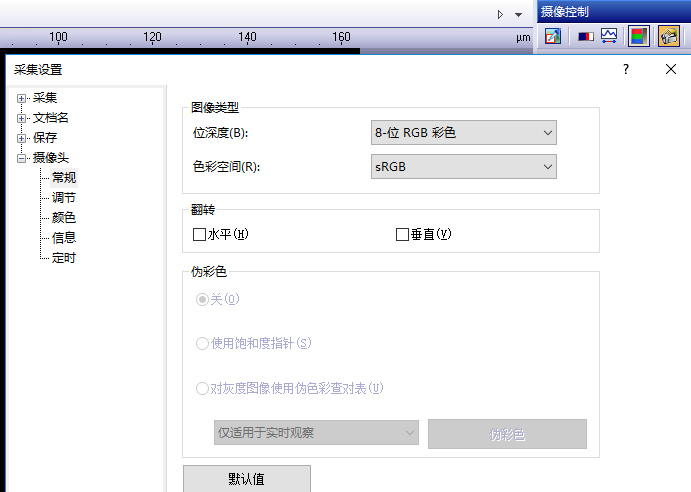 摄像控制
100 120 140 160 μm
采集设置 ?
采集
文档名
保存
摄像头
常规
调节
颜色
信息
定时
图像类型
位深度(B): 8-位 RGB 彩色
色彩空间(R): sRGB
翻转
水平(H) 垂直(V)
伪彩色
关(O)
使用饱和度指针(S)
对灰度图像使用伪色彩查对表(U)
仅适用于实时观察 伪彩色
默认值